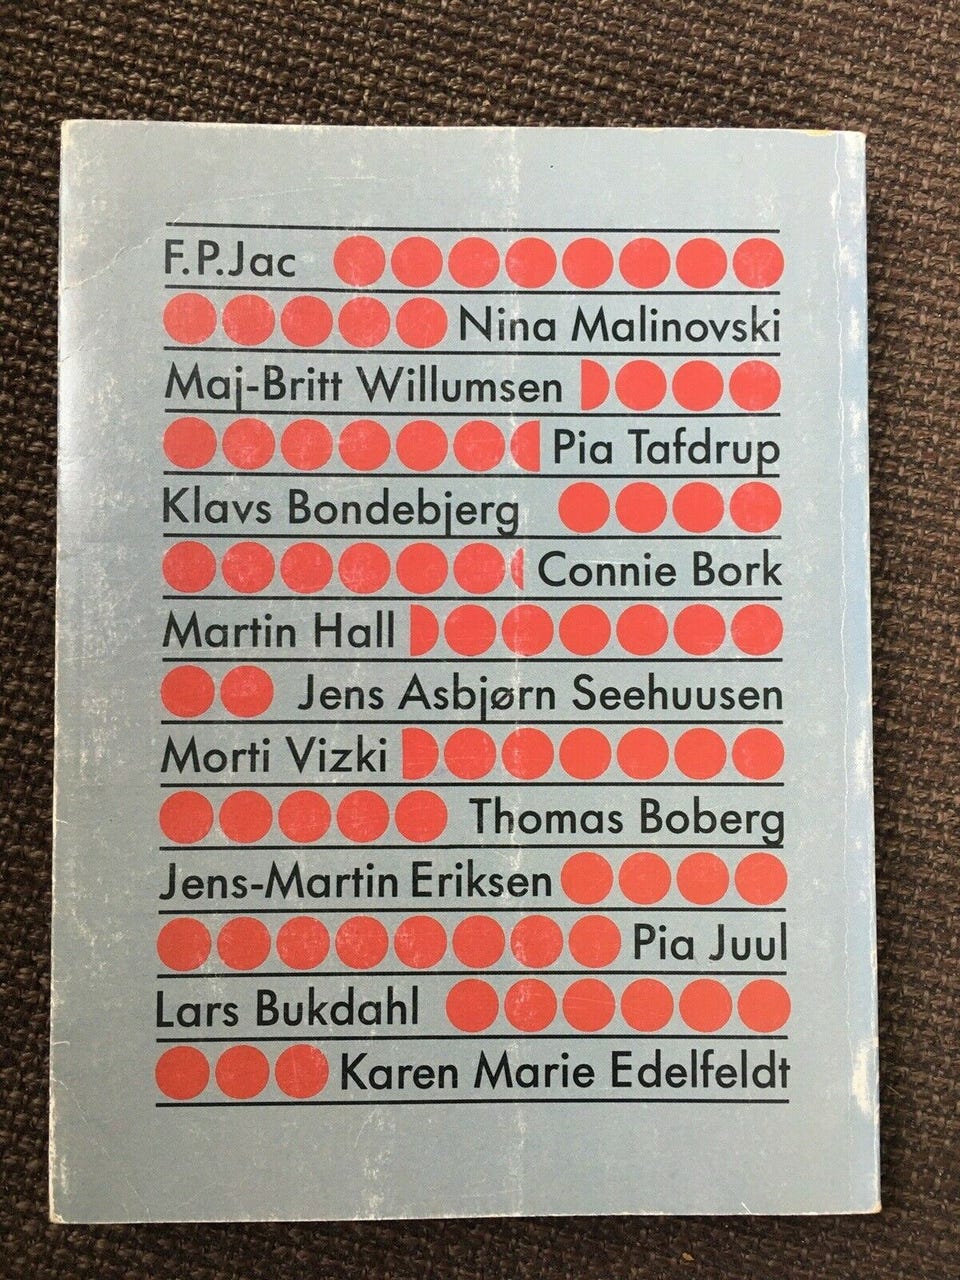 F.P.Jac
Nina Malinovski
Maj-Britt Willumsen
Pia Tafdrup
Klavs Bondebjerg
Connie Bork
Martin Hall
Jens Asbjørn Seehuusen
Morti Vizki
Thomas Boberg
Jens-Martin Eriksen
Pia Juul
Lars Bukdahl
Karen Marie Edelfeldt